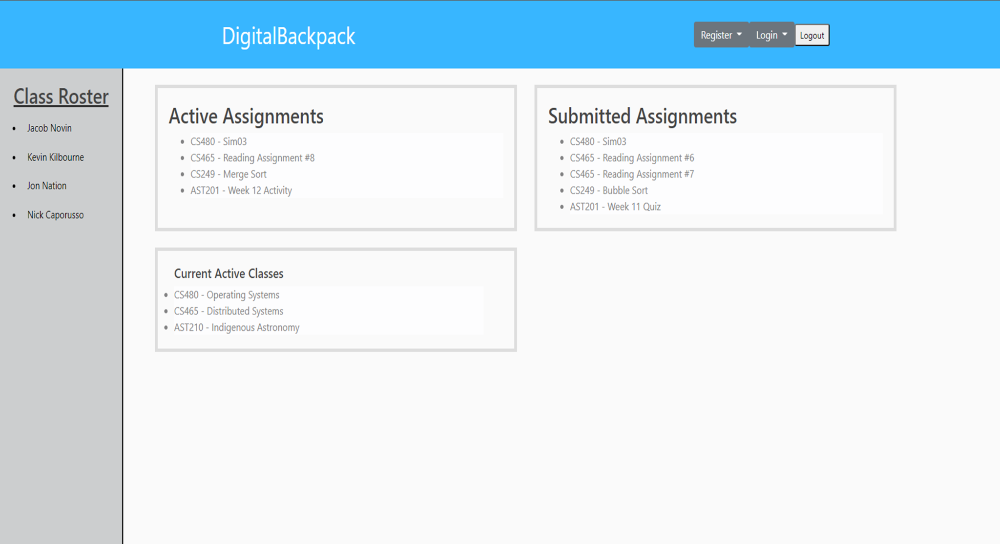 DigitalBackpack
Register
Login
Logout
Class Roster
Jacob Novin
Kevin Kilbourne
Jon Nation
Nick Caporusso
Active Assignments
CS480 - Sim03
CS465 - Reading Assignment #8
CS249 - Merge Sort
AST201 - Week 12 Activity
Submitted Assignments
CS480 - Sim03
CS465 - Reading Assignment #6
CS465 - Reading Assignment #7
CS249 - Bubble Sort
AST201 - Week 11 Quiz
Current Active Classes
CS480 - Operating Systems
CS465 - Distributed Systems
AST210 - Indigenous Astronomy